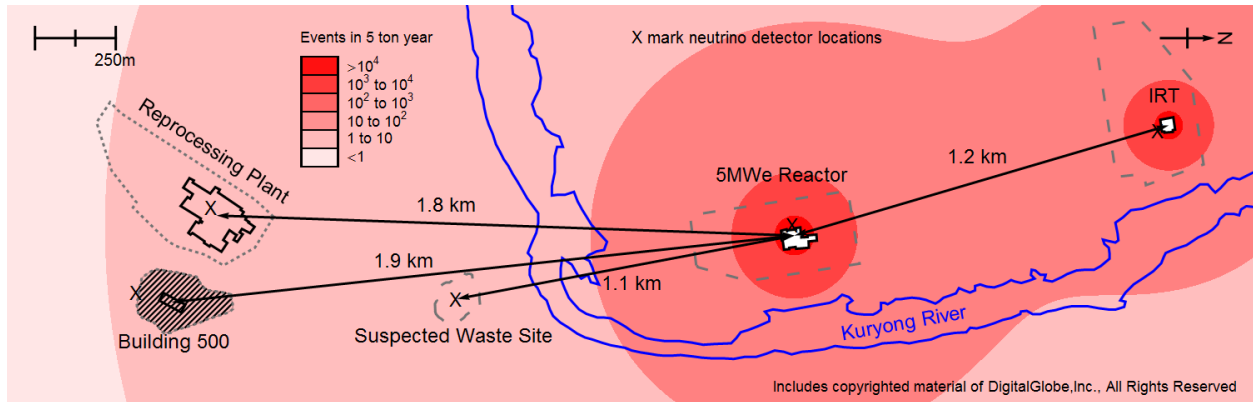 250m
Events in 5 ton year
>10⁴
10³ to 10⁴
10² to 10³
10 to 10²
1 to 10
<1
X mark neutrino detector locations
N
Reprocessing Plant
X
1.8 km
1.9 km
X
Building 500
X
Suspected Waste Site
1.1 km
5MWe Reactor
X
1.2 km
IRT
X
Kuryong River
Includes copyrighted material of DigitalGlobe,Inc., All Rights Reserved